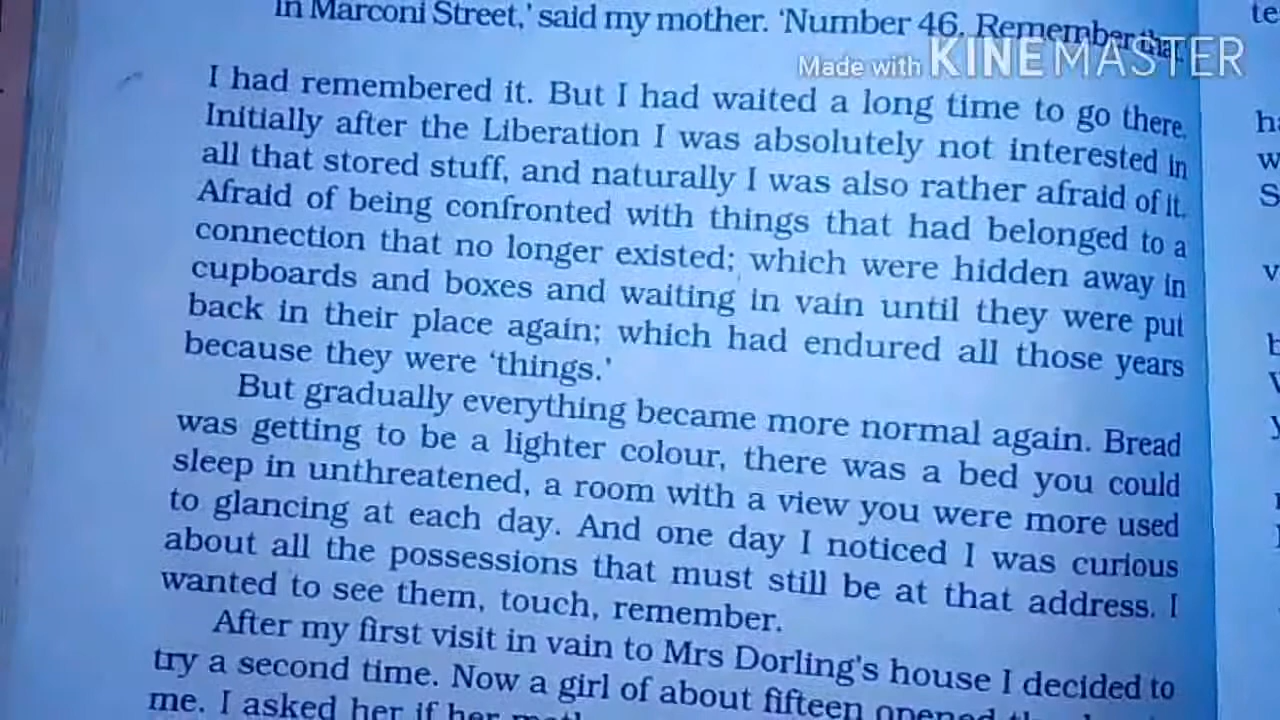 In Marconi Street,' said my mother. 'Number 46. Remember that.
Made with KINEMASTER
I had remembered it. But I had waited a long time to go there.
Initially after the Liberation I was absolutely not interested in
all that stored stuff, and naturally I was also rather afraid of it.
Afraid of being confronted with things that had belonged to a
connection that no longer existed; which were hidden away in
cupboards and boxes and waiting in vain until they were put
back in their place again; which had endured all those years
because they were 'things.'
But gradually everything became more normal again. Bread
was getting to be a lighter colour, there was a bed you could
sleep in unthreatened, a room with a view you were more used
to glancing at each day. And one day I noticed I was curious
about all the possessions that must still be at that address. I
wanted to see them, touch, remember.
After my first visit in vain to Mrs Dorling's house I decided to
try a second time. Now a girl of about fifteen opened
me. I asked her if her